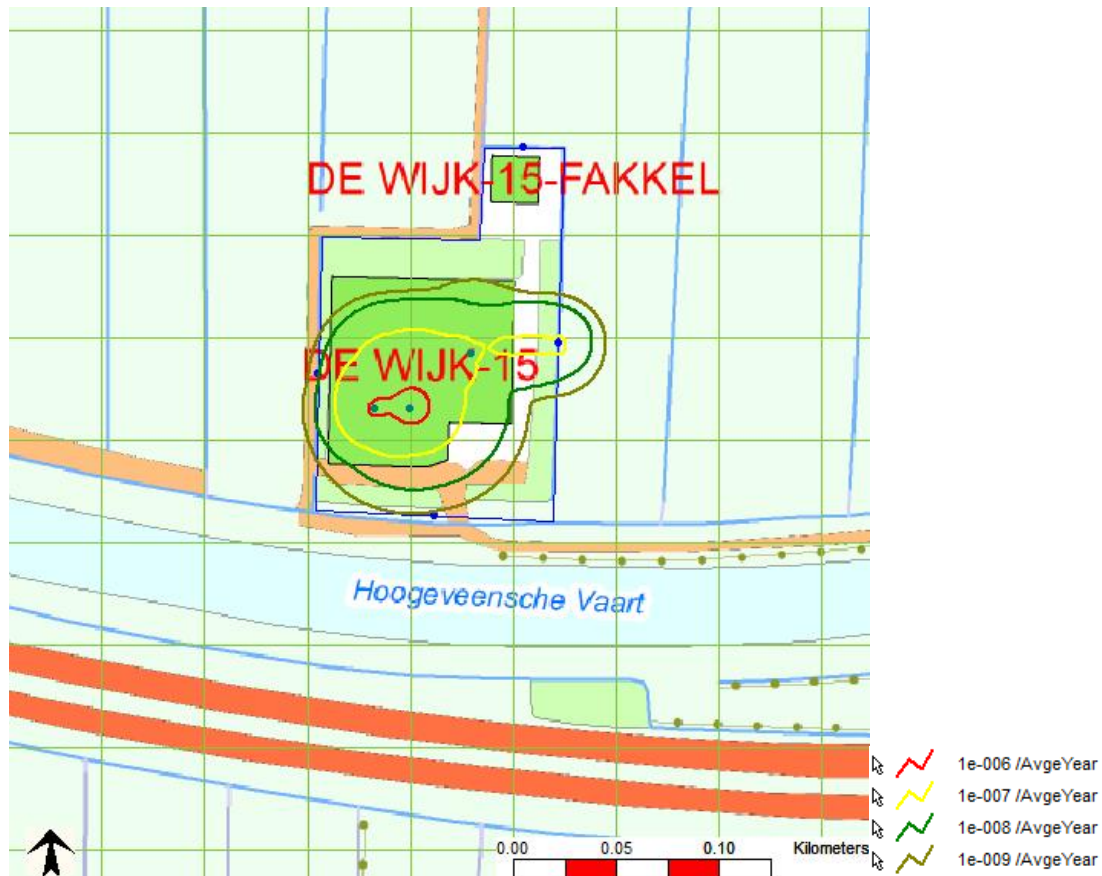 DE WIJK-15-FAKKEL
DE WIJK-15
Hoogeveensche Vaart
1e-006 /AvgeYear
1e-007 /AvgeYear
1e-008 /AvgeYear
1e-009 /AvgeYear
0.00 0.05 0.10 Kilometers